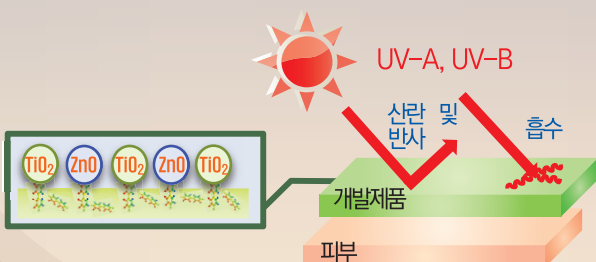 UV-A, UV-B
산란 및
반사
흡수
TiO₂ ZnO TiO₂ ZnO TiO₂
개발제품
피부